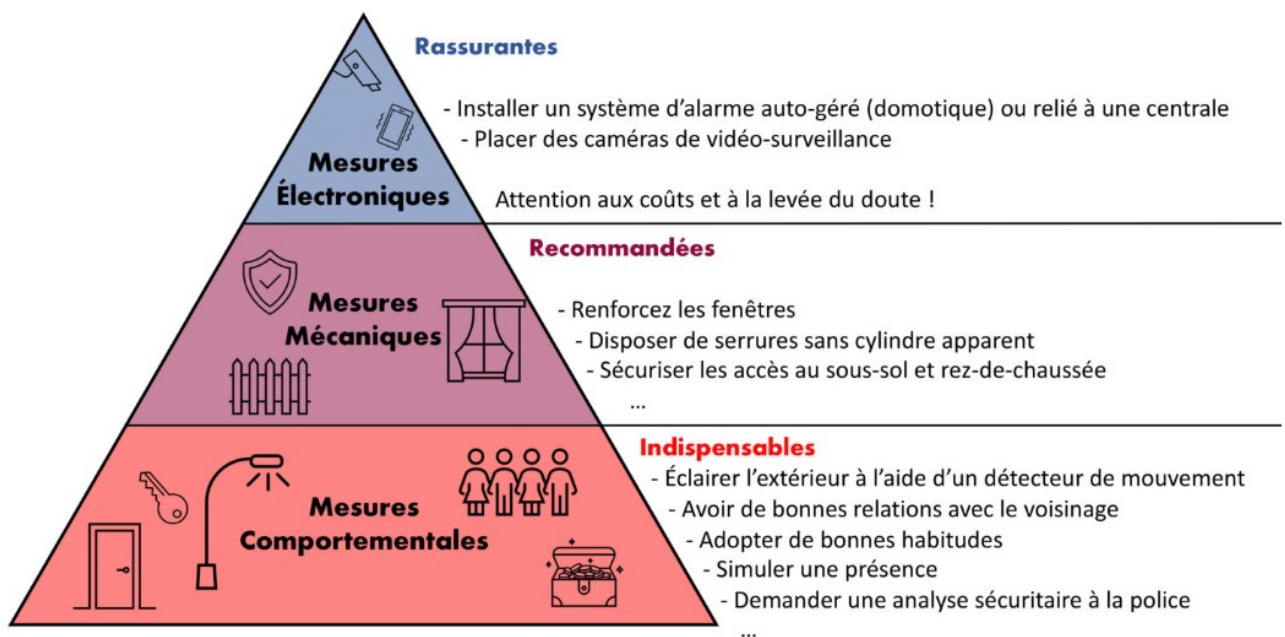 Rassurantes
- Installer un système d’alarme auto-géré (domotique) ou relié à une centrale
- Placer des caméras de vidéo-surveillance
Mesures
Électroniques
Attention aux coûts et à la levée du doute !
Recommandées
Mesures
Mécaniques
- Renforcez les fenêtres
- Disposer de serrures sans cylindre apparent
- Sécuriser les accès au sous-sol et rez-de-chaussée
...
Indispensables
Mesures
Comportementales
- Éclairer l’extérieur à l’aide d’un détecteur de mouvement
- Avoir de bonnes relations avec le voisinage
- Adopter de bonnes habitudes
- Simuler une présence
- Demander une analyse sécuritaire à la police
...